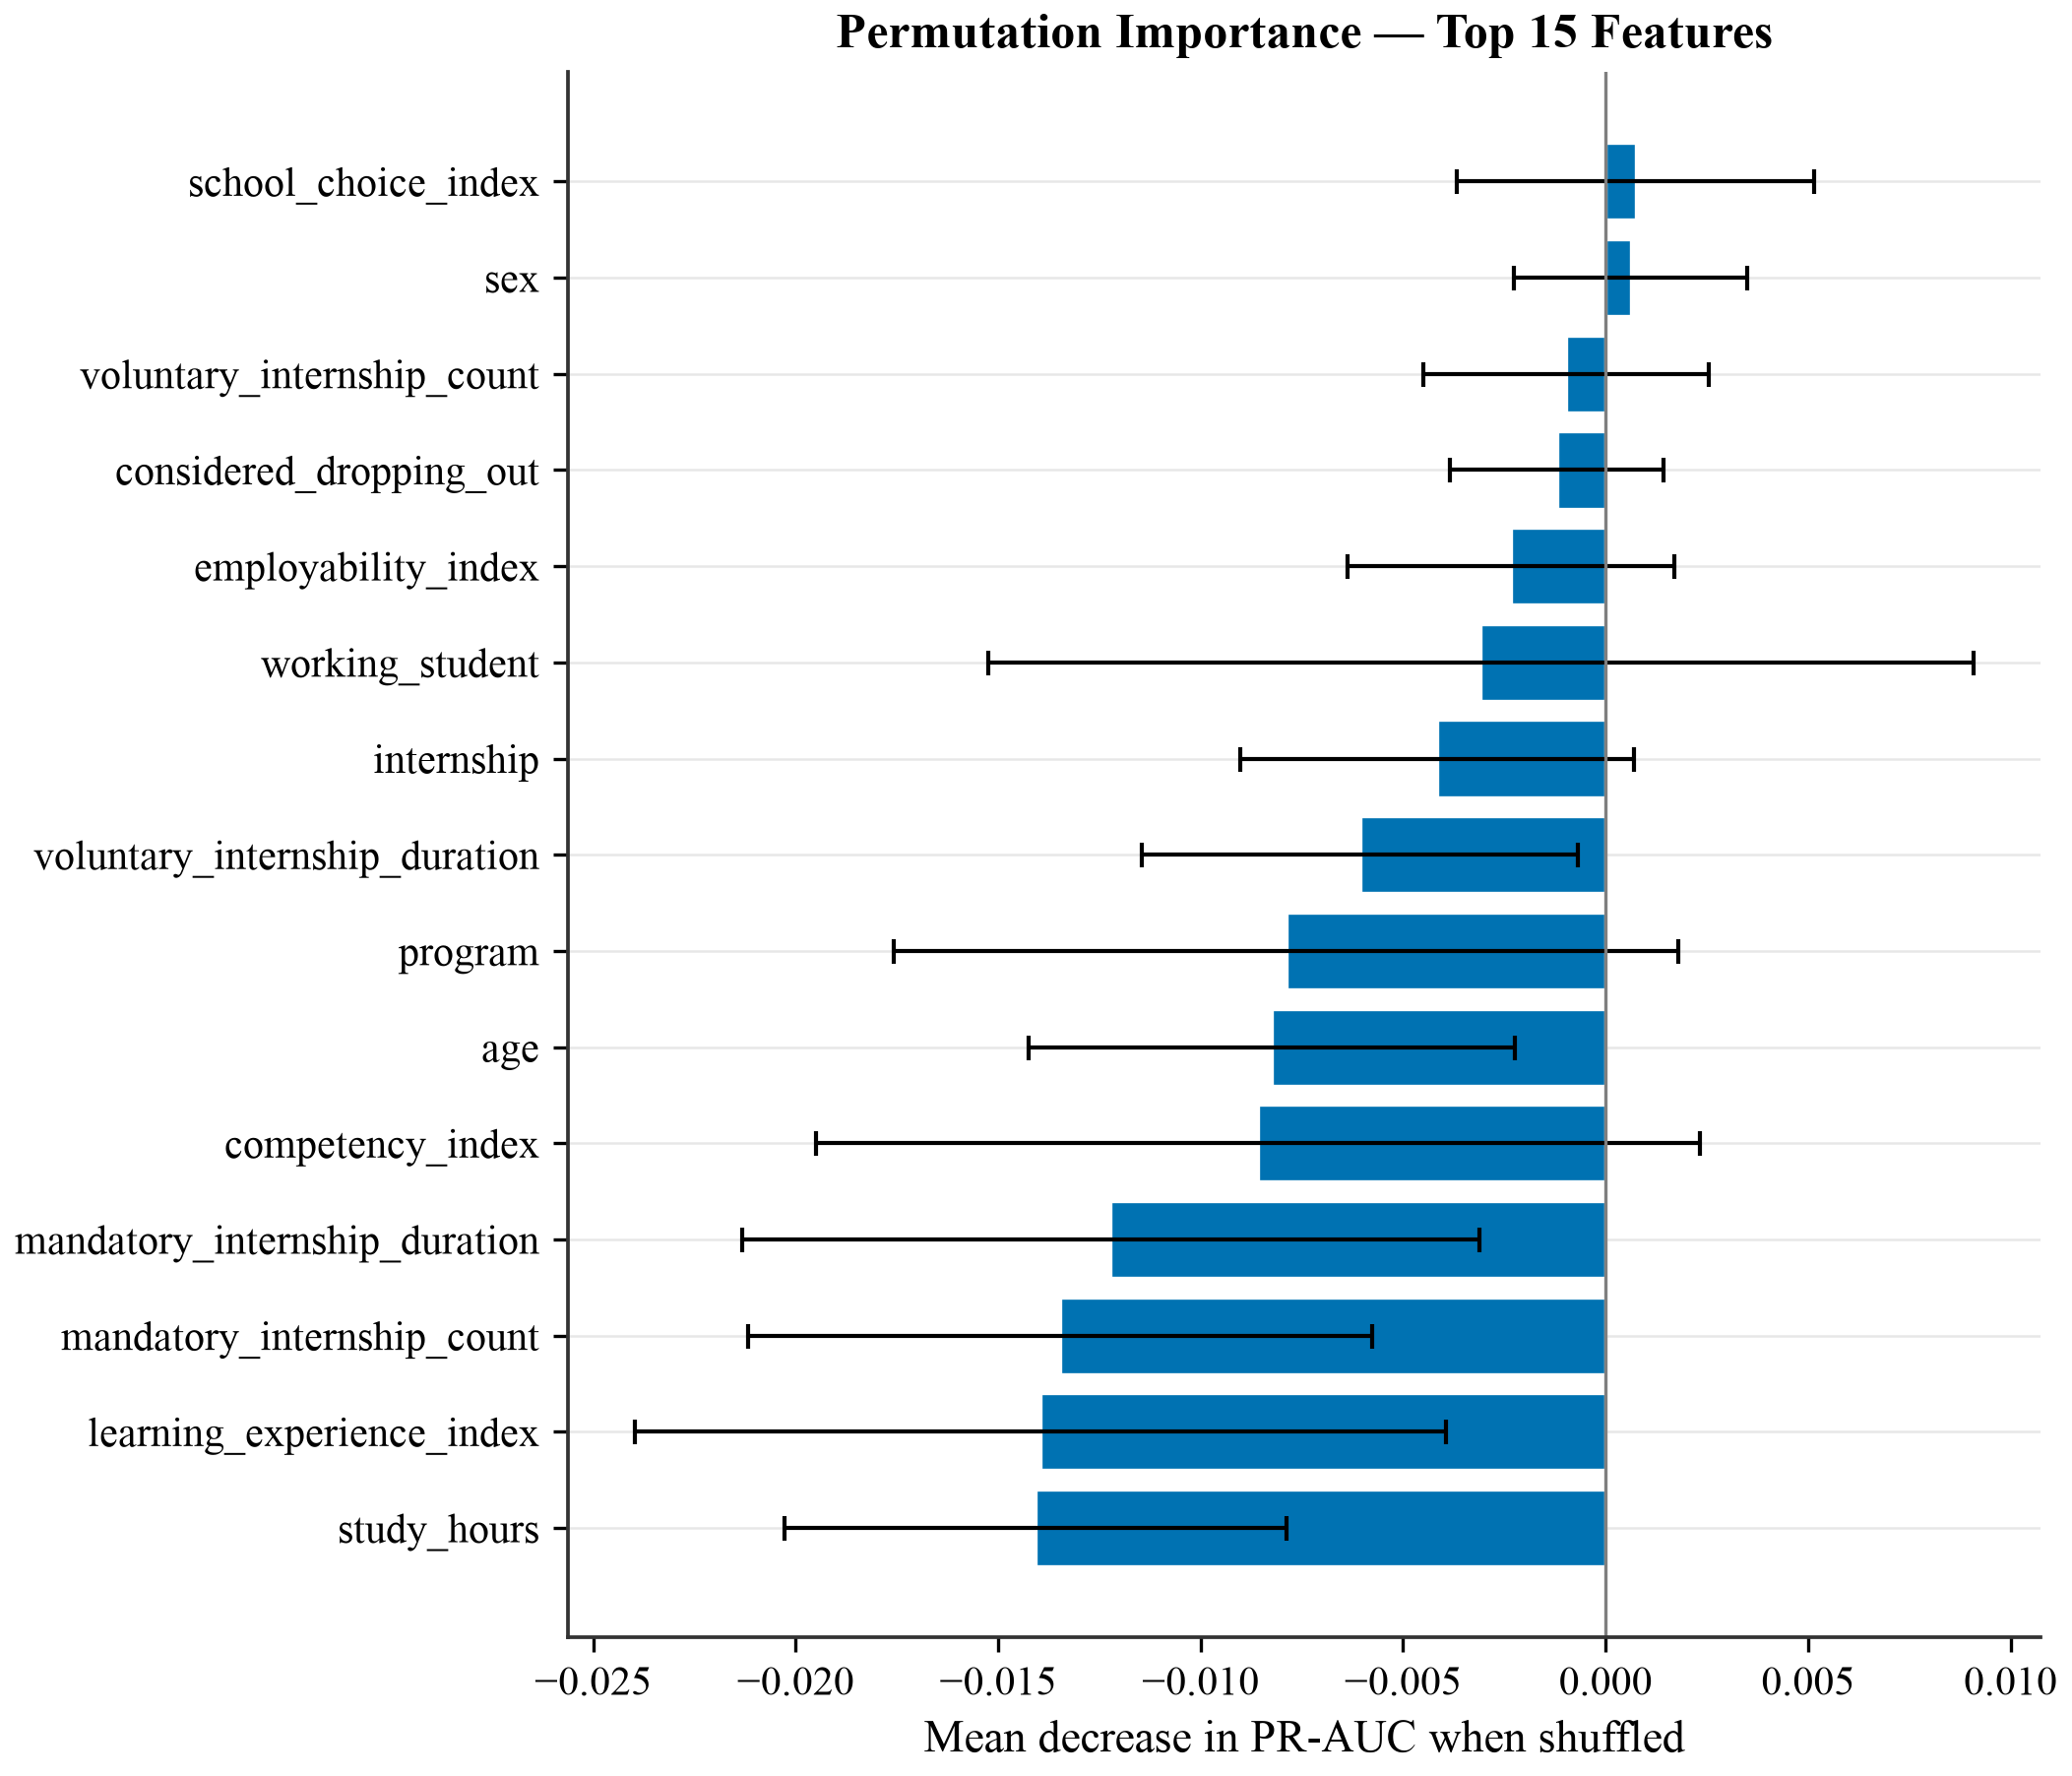 Permutation Importance — Top 15 Features
school_choice_index
sex
voluntary_internship_count
considered_dropping_out
employability_index
working_student
internship
voluntary_internship_duration
program
age
competency_index
mandatory_internship_duration
mandatory_internship_count
learning_experience_index
study_hours
−0.025 −0.020 −0.015 −0.010 −0.005 0.000 0.005 0.010
Mean decrease in PR-AUC when shuffled